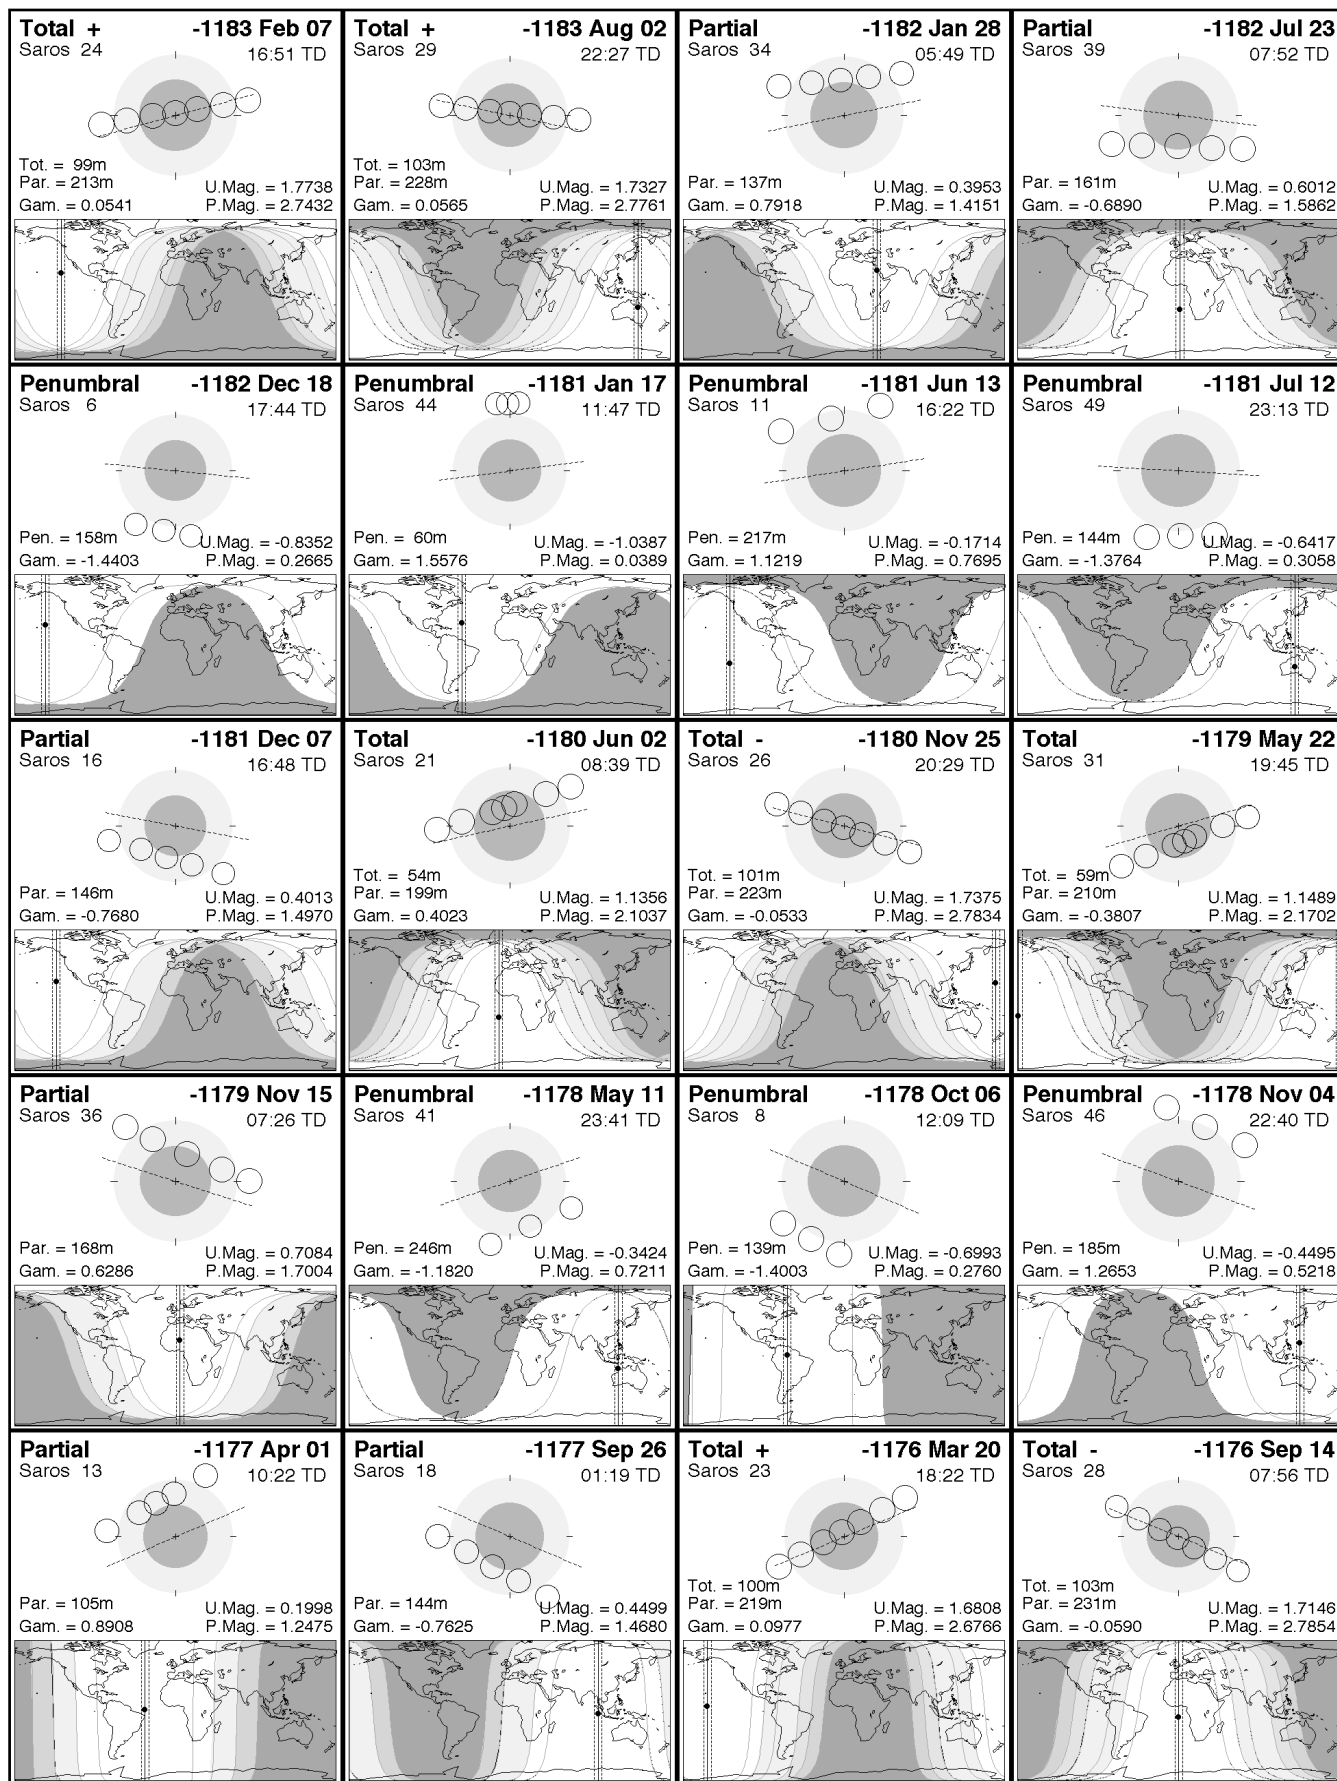 Total + -1183 Feb 07
Saros 24 16:51 TD
Tot. = 99m
Par. = 213m U.Mag. = 1.7738
Gam. = 0.0541 P.Mag. = 2.7432
Total + -1183 Aug 02
Saros 29 22:27 TD
Tot. = 103m
Par. = 228m U.Mag. = 1.7327
Gam. = 0.0565 P.Mag. = 2.7761
Partial -1182 Jan 28
Saros 34 05:49 TD
Par. = 137m U.Mag. = 0.3953
Gam. = 0.7918 P.Mag. = 1.4151
Partial -1182 Jul 23
Saros 39 07:52 TD
Par. = 161m U.Mag. = 0.6012
Gam. = -0.6890 P.Mag. = 1.5862
Penumbral -1182 Dec 18
Saros 6 17:44 TD
Pen. = 158m U.Mag. = -0.8352
Gam. = -1.4403 P.Mag. = 0.2665
Penumbral -1181 Jan 17
Saros 44 11:47 TD
Pen. = 60m U.Mag. = -1.0387
Gam. = 1.5576 P.Mag. = 0.0389
Penumbral -1181 Jun 13
Saros 11 16:22 TD
Pen. = 217m U.Mag. = -0.1714
Gam. = 1.1219 P.Mag. = 0.7695
Penumbral -1181 Jul 12
Saros 49 23:13 TD
Pen. = 144m U.Mag. = -0.6417
Gam. = -1.3764 P.Mag. = 0.3058
Partial -1181 Dec 07
Saros 16 16:48 TD
Par. = 146m U.Mag. = 0.4013
Gam. = -0.7680 P.Mag. = 1.4970
Total -1180 Jun 02
Saros 21 08:39 TD
Tot. = 54m
Par. = 199m U.Mag. = 1.1356
Gam. = 0.4023 P.Mag. = 2.1037
Total - -1180 Nov 25
Saros 26 20:29 TD
Tot. = 101m
Par. = 223m U.Mag. = 1.7375
Gam. = -0.0533 P.Mag. = 2.7834
Total -1179 May 22
Saros 31 19:45 TD
Tot. = 59m
Par. = 210m U.Mag. = 1.1489
Gam. = -0.3807 P.Mag. = 2.1702
Partial -1179 Nov 15
Saros 36 07:26 TD
Par. = 168m U.Mag. = 0.7084
Gam. = 0.6286 P.Mag. = 1.7004
Penumbral -1178 May 11
Saros 41 23:41 TD
Pen. = 246m U.Mag. = -0.3424
Gam. = -1.1820 P.Mag. = 0.7211
Penumbral -1178 Oct 06
Saros 8 12:09 TD
Pen. = 139m U.Mag. = -0.6993
Gam. = -1.4003 P.Mag. = 0.2760
Penumbral -1178 Nov 04
Saros 46 22:40 TD
Pen. = 185m U.Mag. = -0.4495
Gam. = 1.2653 P.Mag. = 0.5218
Partial -1177 Apr 01
Saros 13 10:22 TD
Par. = 105m U.Mag. = 0.1998
Gam. = 0.8908 P.Mag. = 1.2475
Partial -1177 Sep 26
Saros 18 01:19 TD
Par. = 144m U.Mag. = 0.4499
Gam. = -0.7625 P.Mag. = 1.4680
Total + -1176 Mar 20
Saros 23 18:22 TD
Tot. = 100m
Par. = 219m U.Mag. = 1.6808
Gam. = 0.0977 P.Mag. = 2.6766
Total - -1176 Sep 14
Saros 28 07:56 TD
Tot. = 103m
Par. = 231m U.Mag. = 1.7146
Gam. = -0.0590 P.Mag. = 2.7854